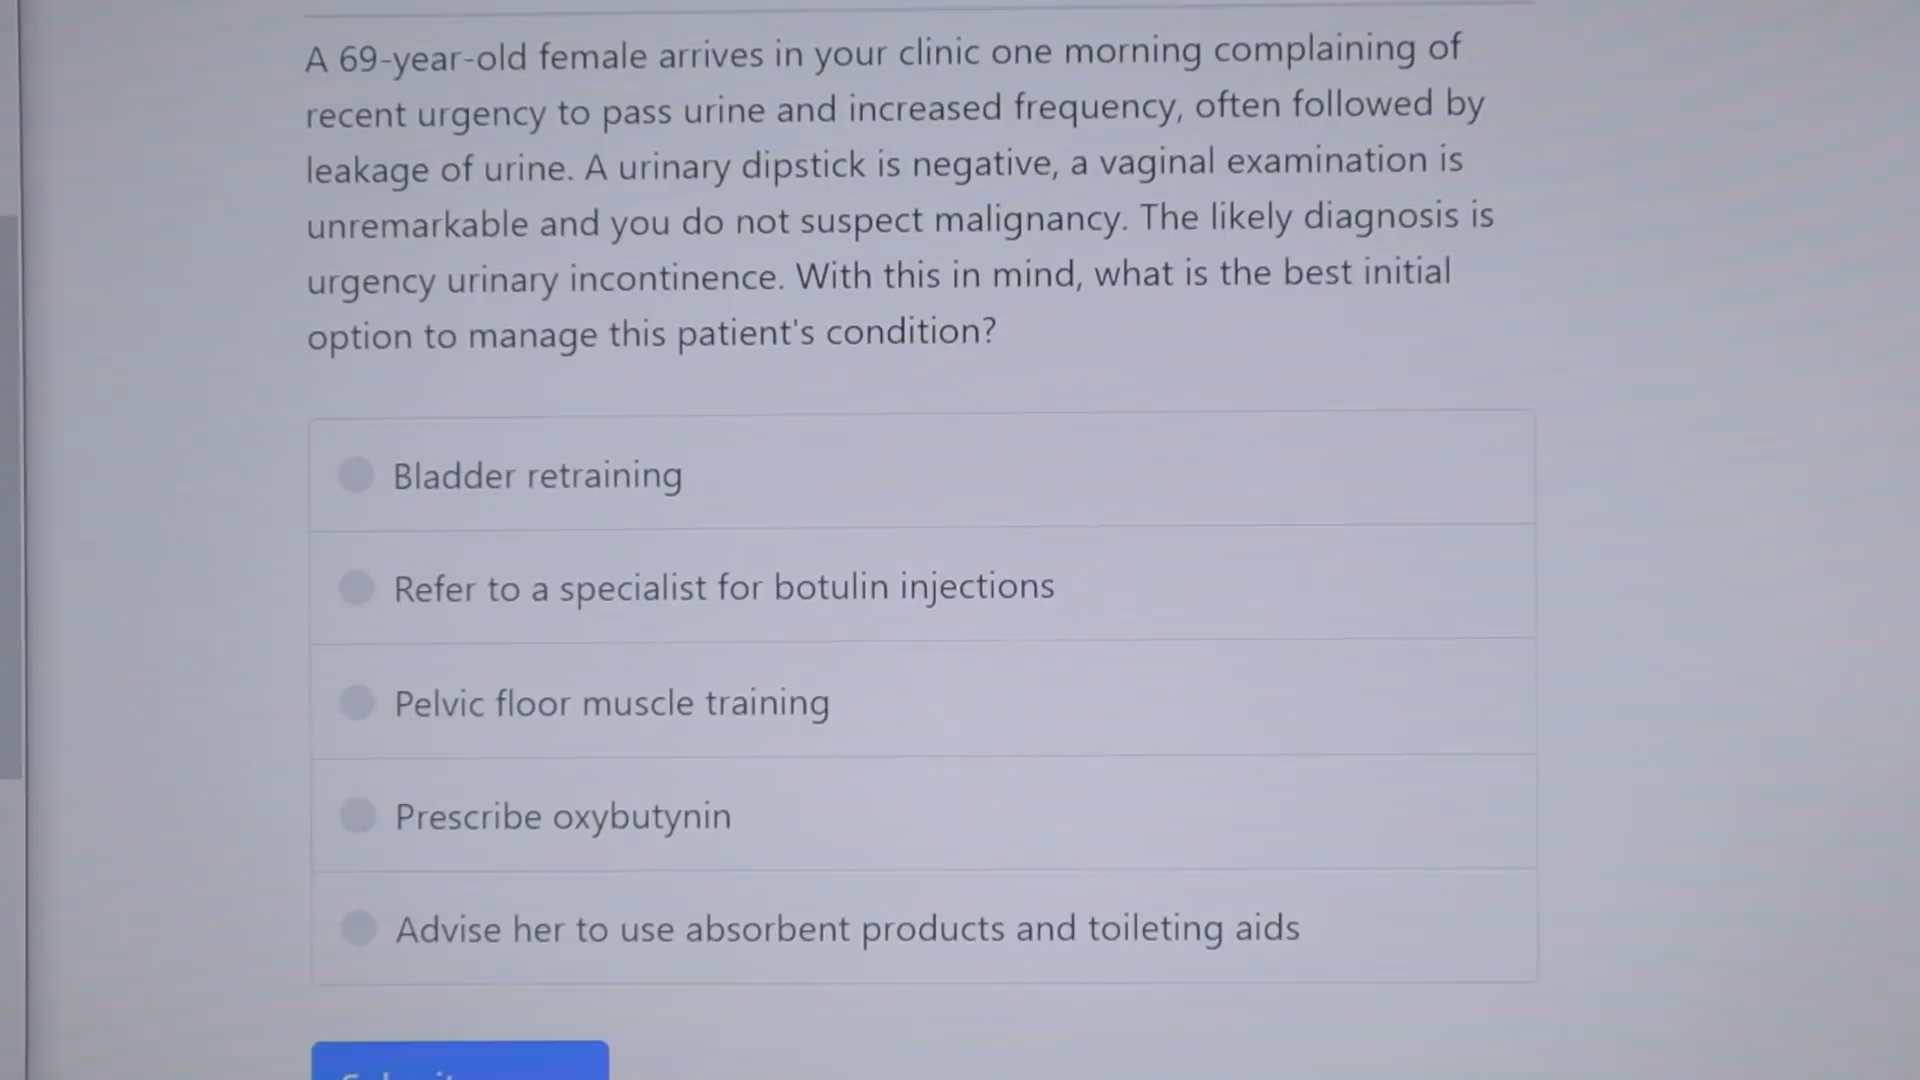 A 69-year-old female arrives in your clinic one morning complaining of
recent urgency to pass urine and increased frequency, often followed by
leakage of urine. A urinary dipstick is negative, a vaginal examination is
unremarkable and you do not suspect malignancy. The likely diagnosis is
urgency urinary incontinence. With this in mind, what is the best initial
option to manage this patient's condition?
Bladder retraining
Refer to a specialist for botulin injections
Pelvic floor muscle training
Prescribe oxybutynin
Advise her to use absorbent products and toileting aids